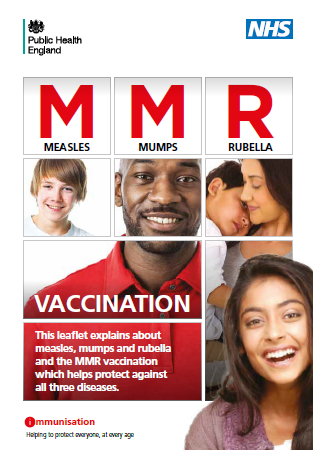 Public Health
England
NHS
M M R
MEASLES MUMPS RUBELLA
VACCINATION
This leaflet explains about
measles, mumps and rubella
and the MMR vaccination
which helps protect against
all three diseases.
immunisation
Helping to protect everyone, at every age